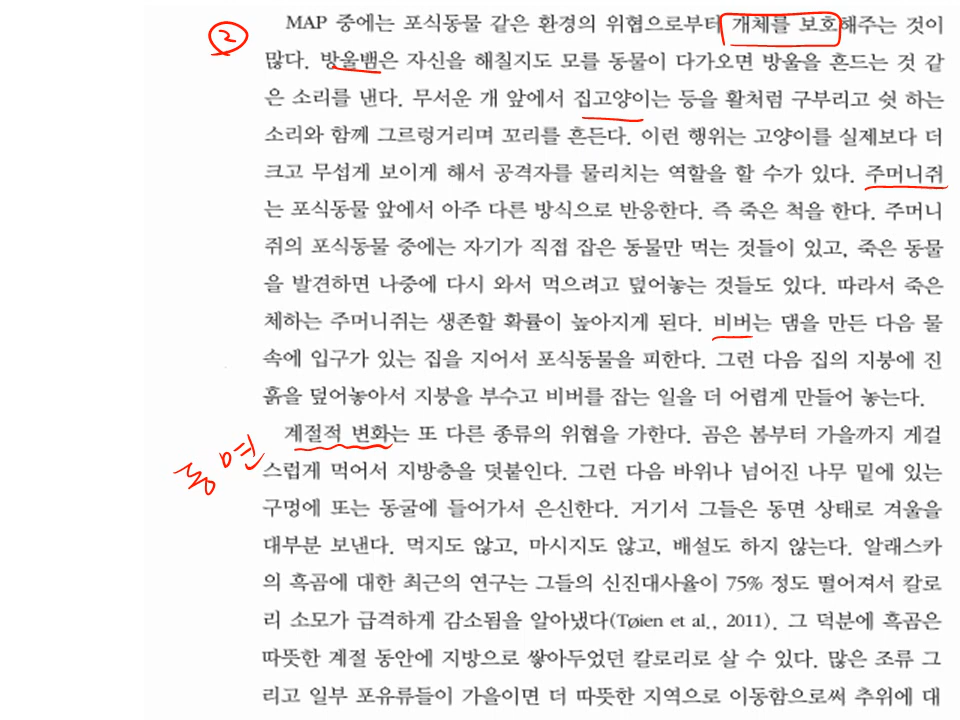 ② MAP 중에는 포식동물 같은 환경의 위협으로부터 개체를 보호해주는 것이
많다. 방울뱀은 자신을 해칠지도 모를 동물이 다가오면 방울을 흔드는 것 같
은 소리를 낸다. 무서운 개 앞에서 집고양이는 등을 활처럼 구부리고 쉿 하는
소리와 함께 그르렁거리며 꼬리를 흔든다. 이런 행위는 고양이를 실제보다 더
크고 무섭게 보이게 해서 공격자를 물리치는 역할을 할 수가 있다. 주머니쥐
는 포식동물 앞에서 아주 다른 방식으로 반응한다. 즉 죽은 척을 한다. 주머니
쥐의 포식동물 중에는 자기가 직접 잡은 동물만 먹는 것들이 있고, 죽은 동물
을 발견하면 나중에 다시 와서 먹으려고 덮어놓는 것들도 있다. 따라서 죽은
체하는 주머니쥐는 생존할 확률이 높아지게 된다. 비버는 댐을 만든 다음 물
속에 입구가 있는 집을 지어서 포식동물을 피한다. 그런 다음 집의 지붕에 진
흙을 덮어놓아서 지붕을 부수고 비버를 잡는 일을 더 어렵게 만들어 놓는다.
계절적 변화는 또 다른 종류의 위협을 가한다. 곰은 봄부터 가을까지 게걸
동면
스럽게 먹어서 지방층을 덧붙인다. 그런 다음 바위나 넘어진 나무 밑에 있는
구멍에 또는 동굴에 들어가서 은신한다. 거기서 그들은 동면 상태로 겨울을
대부분 보낸다. 먹지도 않고, 마시지도 않고, 배설도 하지 않는다. 알래스카
의 흑곰에 대한 최근의 연구는 그들의 신진대사율이 75% 정도 떨어져서 칼로
리 소모가 급격하게 감소됨을 알아냈다(Tøien et al., 2011). 그 덕분에 흑곰은
따뜻한 계절 동안에 지방으로 쌓아두었던 칼로리로 살 수 있다. 많은 조류 그
리고 일부 포유류들이 가을이면 더 따뜻한 지역으로 이동함으로써 추위에 대